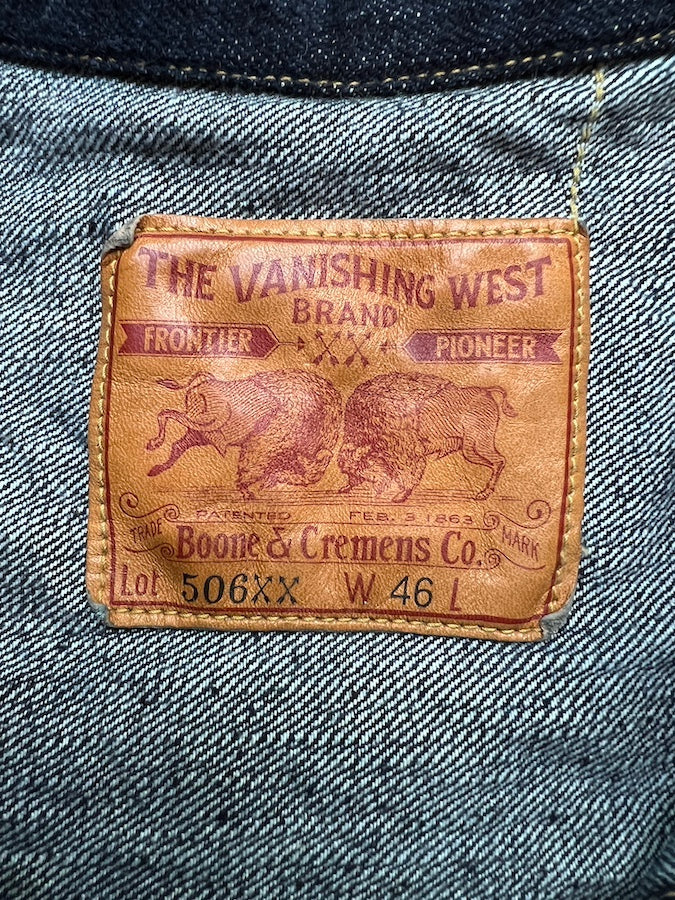 THE VANISHING WEST
BRAND
FRONTIER PIONEER
PATENTED FEB. 3 1863
TRADE MARK
Boone & Cremens Co.
Lot 506XX W 46 L